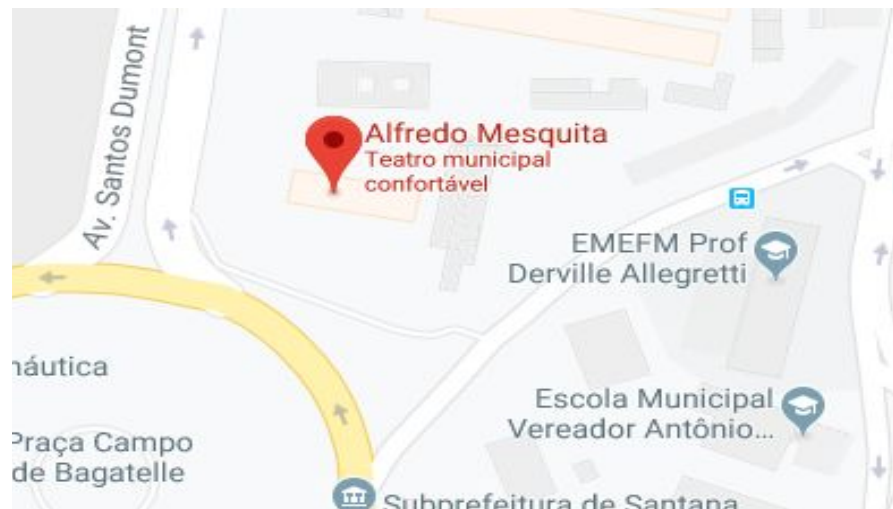 Av. Santos Dumont
Alfredo Mesquita
Teatro municipal
confortável
EMEFM Prof
Derville Allegretti
náutica
Escola Municipal
Vereador Antônio...
Praça Campo
de Bagatelle
Subprefeitura de Santana